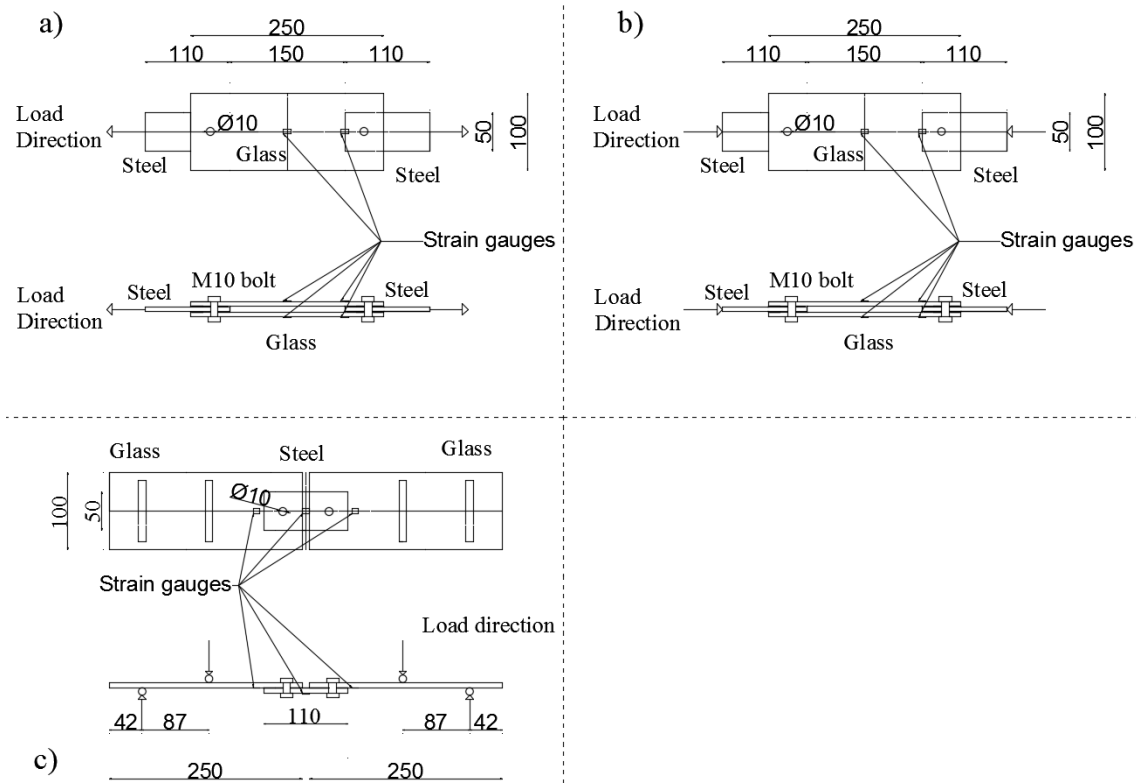 a)
250
110 150 110
Load
Direction
Ø10
Glass
Steel
Steel
50
100
Strain gauges
M10 bolt
Steel
Steel
Load
Direction
Glass
b)
250
110 150 110
Load
Direction
Ø10
Glass
Steel
Steel
50
100
Strain gauges
M10 bolt
Steel
Steel
Load
Direction
Glass
Glass Steel Glass
100
50
Ø10
Strain gauges
Load direction
42 87 110 87 42
c)
250 250